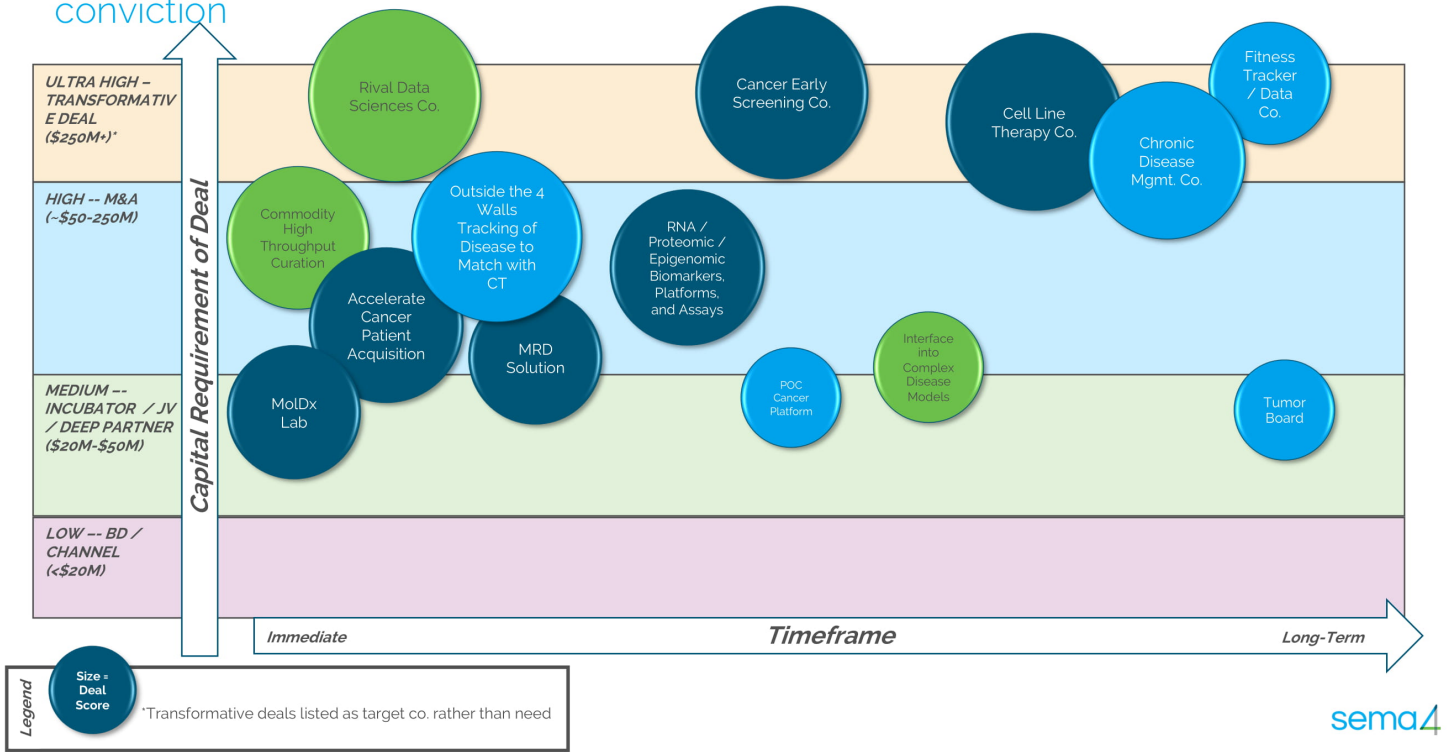 conviction
ULTRA HIGH –
TRANSFORMATIV
E DEAL
($250M+)*
Rival Data
Sciences Co.
Cancer Early
Screening Co.
Cell Line
Therapy Co.
Fitness
Tracker
/ Data
Co.
Chronic
Disease
Mgmt. Co.
HIGH -- M&A
(~$50-250M)
Commodity
High
Throughput
Curation
Outside the 4
Walls
Tracking of
Disease to
Match with
CT
RNA /
Proteomic /
Epigenomic
Biomarkers,
Platforms,
and Assays
Accelerate
Cancer
Patient
Acquisition
MRD
Solution
Interface
into
Complex
Disease
Models
MEDIUM –-
INCUBATOR / JV
/ DEEP PARTNER
($20M-$50M)
MolDx
Lab
POC
Cancer
Platform
Tumor
Board
LOW –- BD /
CHANNEL
(<$20M)
Capital Requirement of Deal
Immediate
Timeframe
Long-Term
Legend
Size =
Deal
Score
*Transformative deals listed as target co. rather than need
sema4